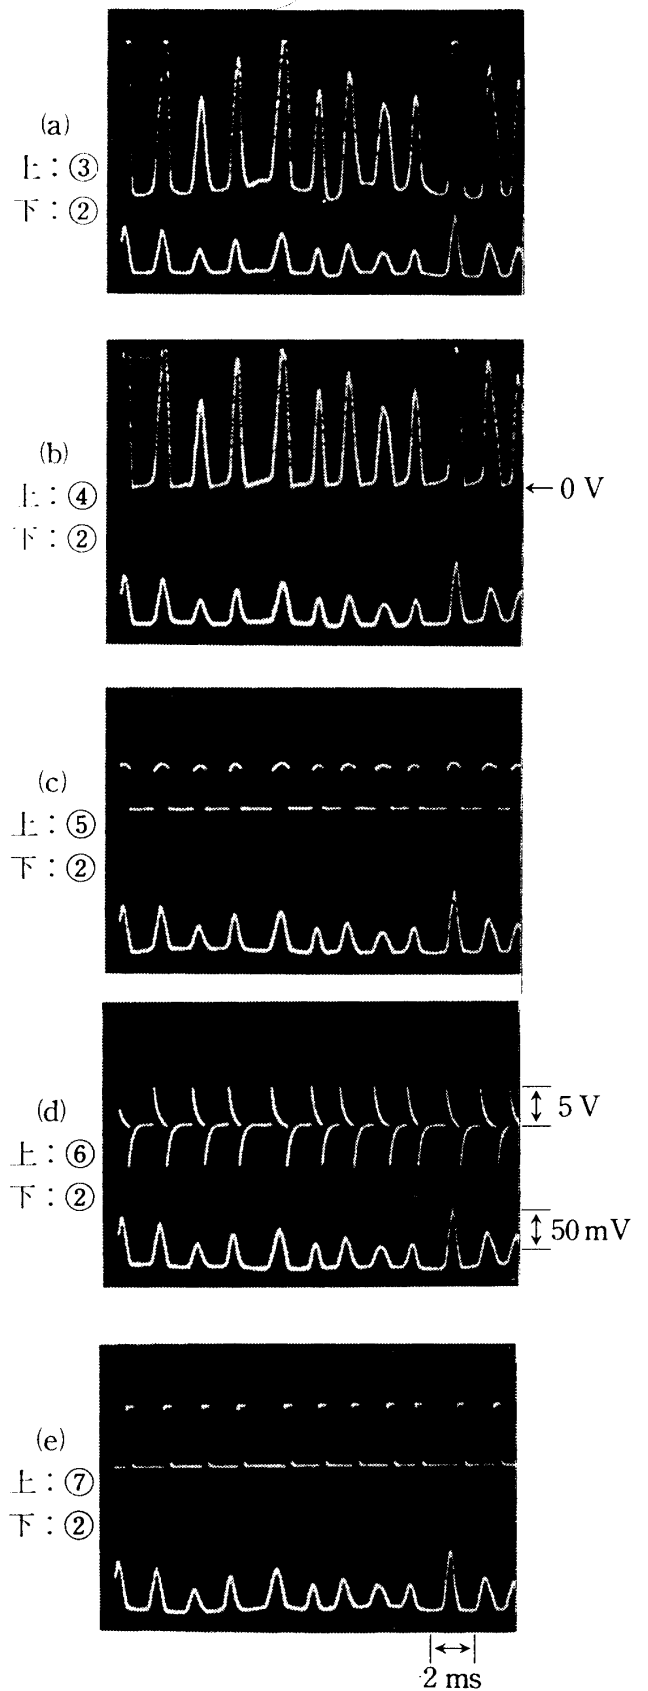 (a)
上：③
下：②
(b)
上：④
下：②
← 0 V
(c)
上：⑤
下：②
(d)
上：⑥
下：②
5 V
50 mV
(e)
上：⑦
下：②
2 ms